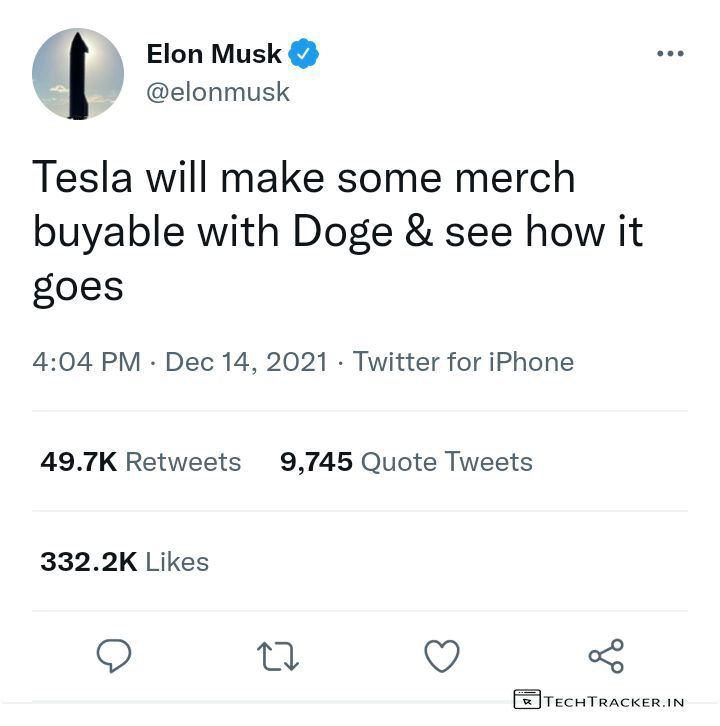 Elon Musk
@elonmusk
Tesla will make some merch
buyable with Doge & see how it
goes
4:04 PM · Dec 14, 2021 · Twitter for iPhone
49.7K Retweets 9,745 Quote Tweets
332.2K Likes
TECHTRACKER.IN